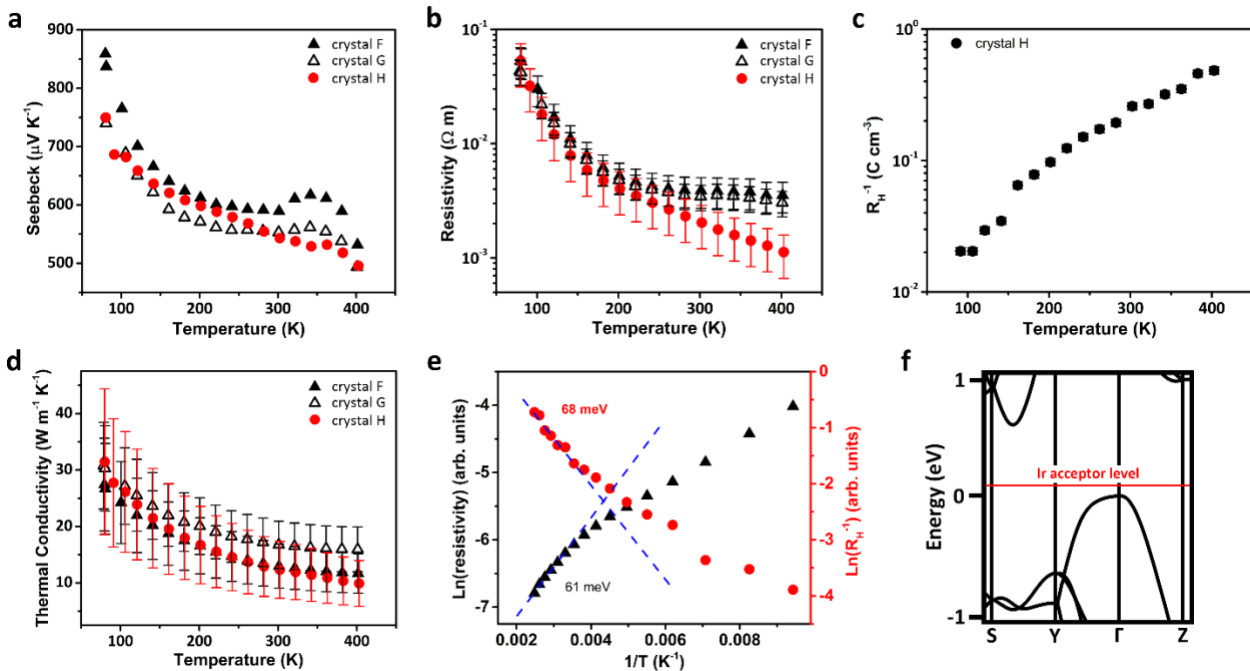 a
900
800
700
600
500
Seebeck (μV K⁻¹)
100
200
300
400
Temperature (K)
crystal F
crystal G
crystal H
b
10⁻¹
10⁻²
10⁻³
Resistivity (Ω m)
100
200
300
400
Temperature (K)
crystal F
crystal G
crystal H
c
10⁰
10⁻¹
10⁻²
R_H⁻¹ (C cm⁻³)
100
200
300
400
Temperature (K)
crystal H
d
40
30
20
10
Thermal Conductivity (W m⁻¹ K⁻¹)
100
200
300
400
Temperature (K)
crystal F
crystal G
crystal H
e
-4
-5
-6
-7
Ln(resistivity) (arb. units)
0.002
0.004
0.006
0.008
1/T (K⁻¹)
68 meV
61 meV
0
-1
-2
-3
-4
Ln(R_H⁻¹) (arb. units)
f
1
0
-1
Energy (eV)
Ir acceptor level
S
Y
Γ
Z